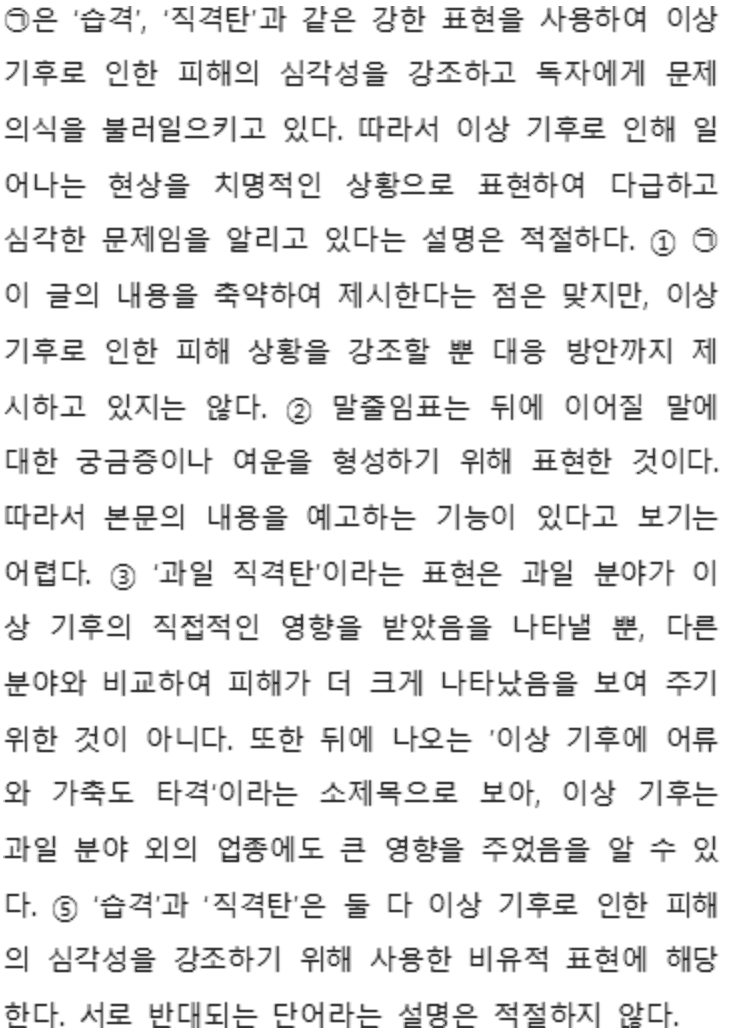 ㉠은 '습격', '직격탄'과 같은 강한 표현을 사용하여 이상
기후로 인한 피해의 심각성을 강조하고 독자에게 문제
의식을 불러일으키고 있다. 따라서 이상 기후로 인해 일
어나는 현상을 치명적인 상황으로 표현하여 다급하고
심각한 문제임을 알리고 있다는 설명은 적절하다. ① ㉠
이 글의 내용을 축약하여 제시한다는 점은 맞지만, 이상
기후로 인한 피해 상황을 강조할 뿐 대응 방안까지 제
시하고 있지는 않다. ② 말줄임표는 뒤에 이어질 말에
대한 궁금증이나 여운을 형성하기 위해 표현한 것이다.
따라서 본문의 내용을 예고하는 기능이 있다고 보기는
어렵다. ③ '과일 직격탄'이라는 표현은 과일 분야가 이
상 기후의 직접적인 영향을 받았음을 나타낼 뿐, 다른
분야와 비교하여 피해가 더 크게 나타났음을 보여 주기
위한 것이 아니다. 또한 뒤에 나오는 '이상 기후에 어류
와 가축도 타격'이라는 소제목으로 보아, 이상 기후는
과일 분야 외의 업종에도 큰 영향을 주었음을 알 수 있
다. ⑤ '습격'과 '직격탄'은 둘 다 이상 기후로 인한 피해
의 심각성을 강조하기 위해 사용한 비유적 표현에 해당
한다. 서로 반대되는 단어라는 설명은 적절하지 않다.